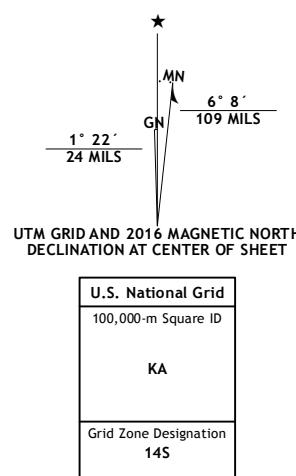 MN
GN
6° 8´
109 MILS
1° 22´
24 MILS
UTM GRID AND 2016 MAGNETIC NORTH
DECLINATION AT CENTER OF SHEET
U.S. National Grid
100,000-m Square ID
KA
Grid Zone Designation
14S